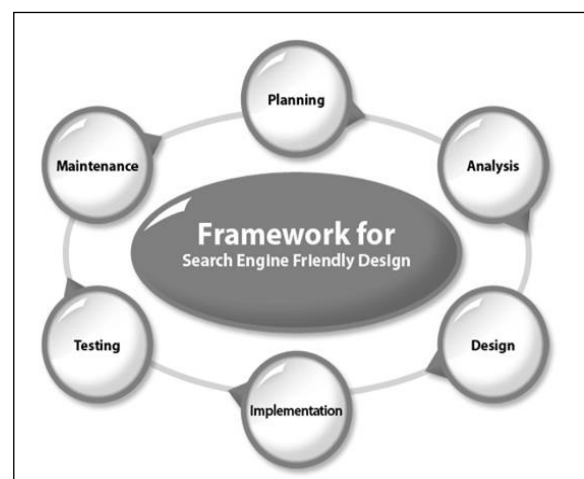 Planning
Maintenance
Analysis
Framework for
Search Engine Friendly Design
Testing
Design
Implementation